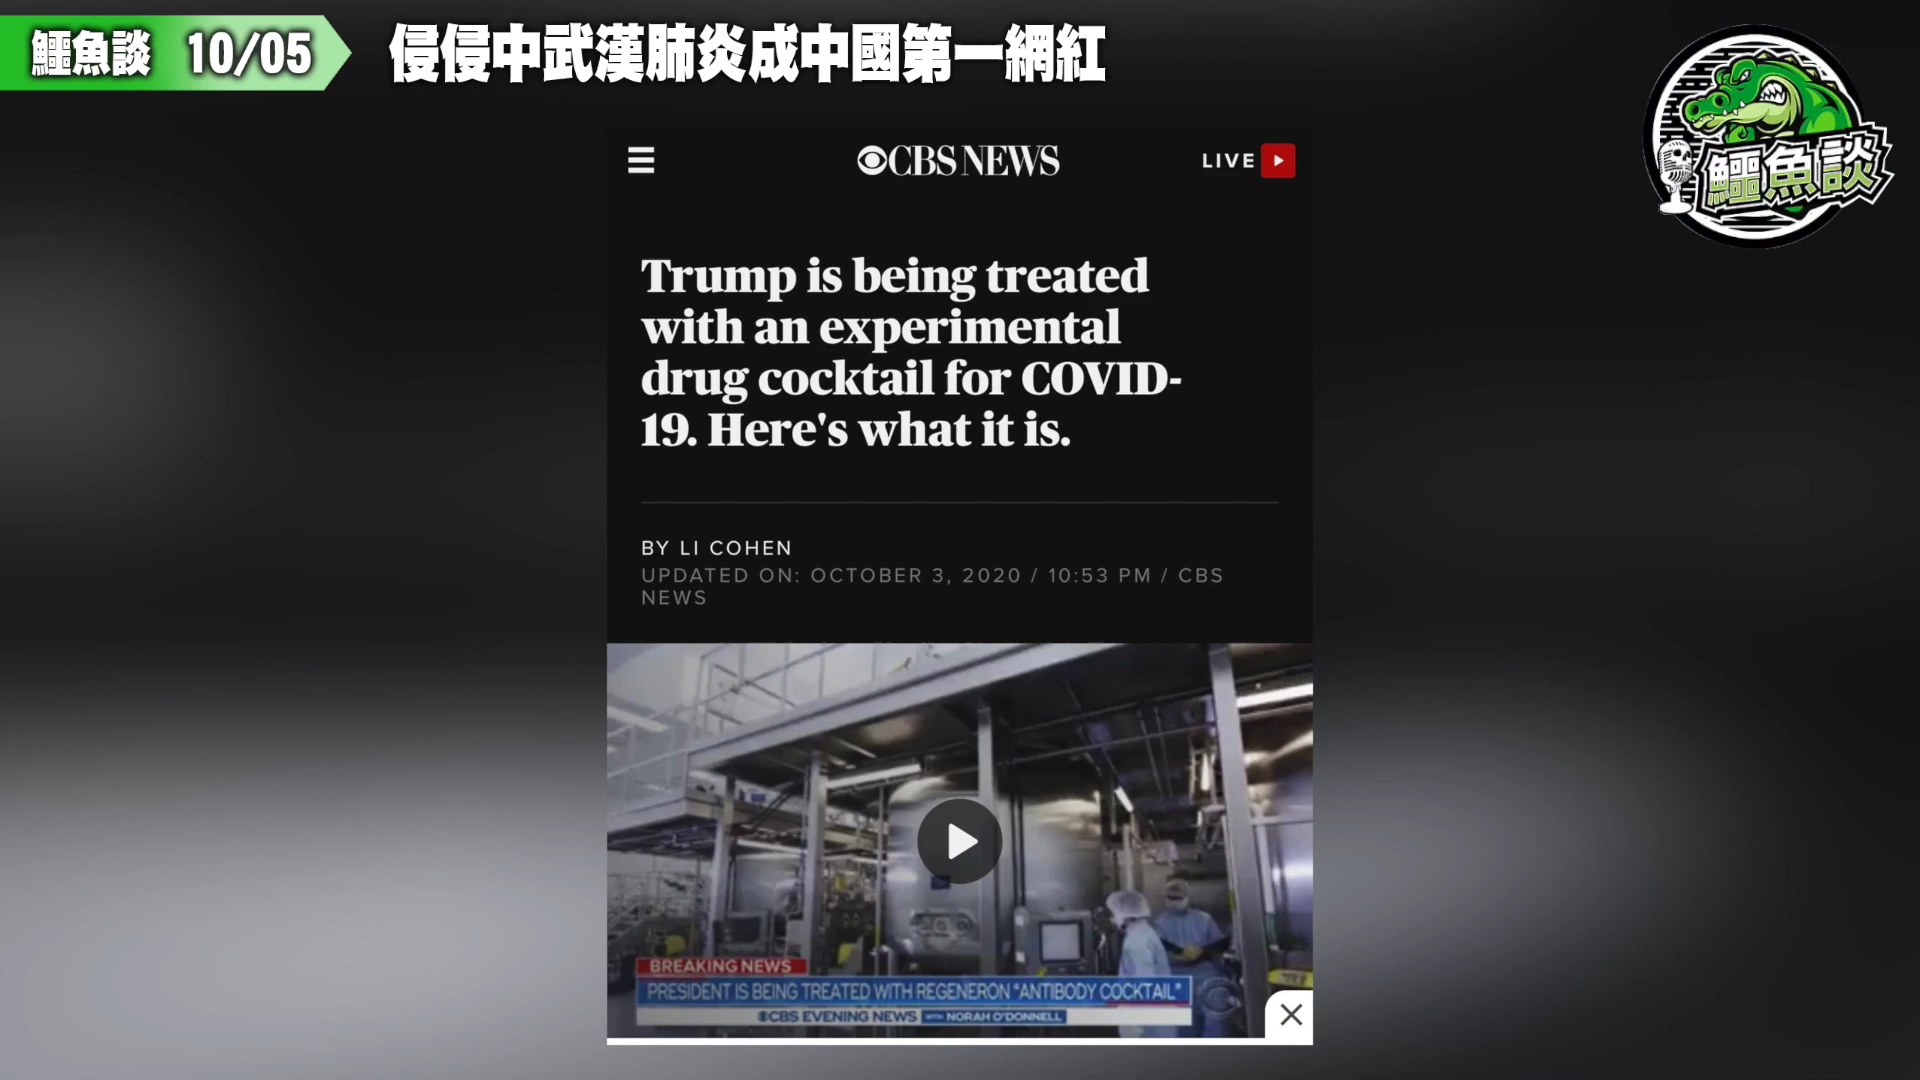 鱷魚談 10/05 侵侵中武漢肺炎成中國第一網紅
鱷魚談
CBS NEWS
LIVE
Trump is being treated
with an experimental
drug cocktail for COVID-
19. Here's what it is.
BY LI COHEN
UPDATED ON: OCTOBER 3, 2020 / 10:53 PM / CBS
NEWS
BREAKING NEWS
PRESIDENT IS BEING TREATED WITH REGENERON "ANTIBODY COCKTAIL"
CBS EVENING NEWS WITH NORAH O'DONNELL